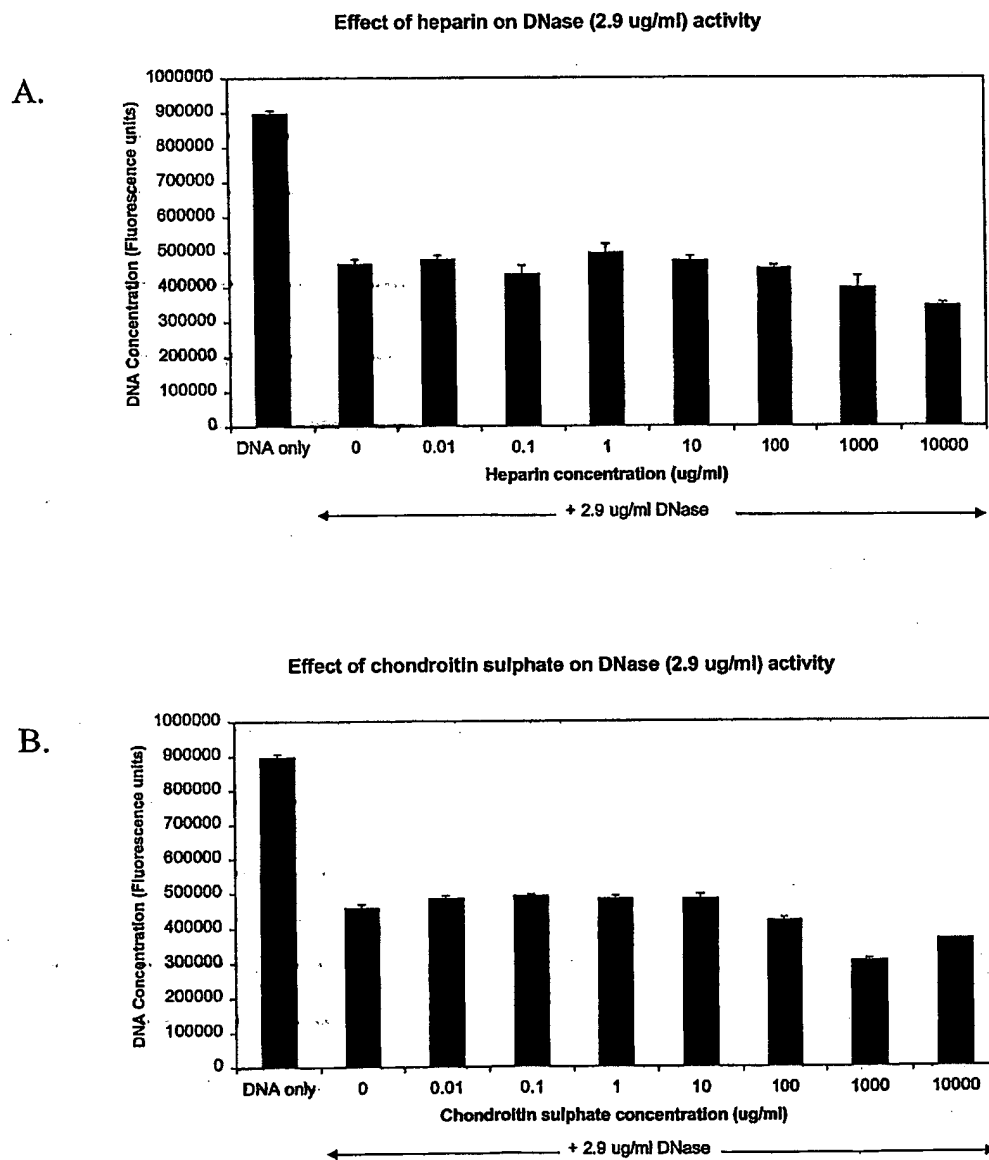 Effect of heparin on DNase (2.9 ug/ml) activity
A.
DNA Concentration (Fluorescence units)
1000000
900000
800000
700000
600000
500000
400000
300000
200000
100000
0
DNA only 0 0.01 0.1 1 10 100 1000 10000
Heparin concentration (ug/ml)
+ 2.9 ug/ml DNase
Effect of chondroitin sulphate on DNase (2.9 ug/ml) activity
B.
DNA Concentration (Fluorescence units)
1000000
900000
800000
700000
600000
500000
400000
300000
200000
100000
0
DNA only 0 0.01 0.1 1 10 100 1000 10000
Chondroitin sulphate concentration (ug/ml)
+ 2.9 ug/ml DNase